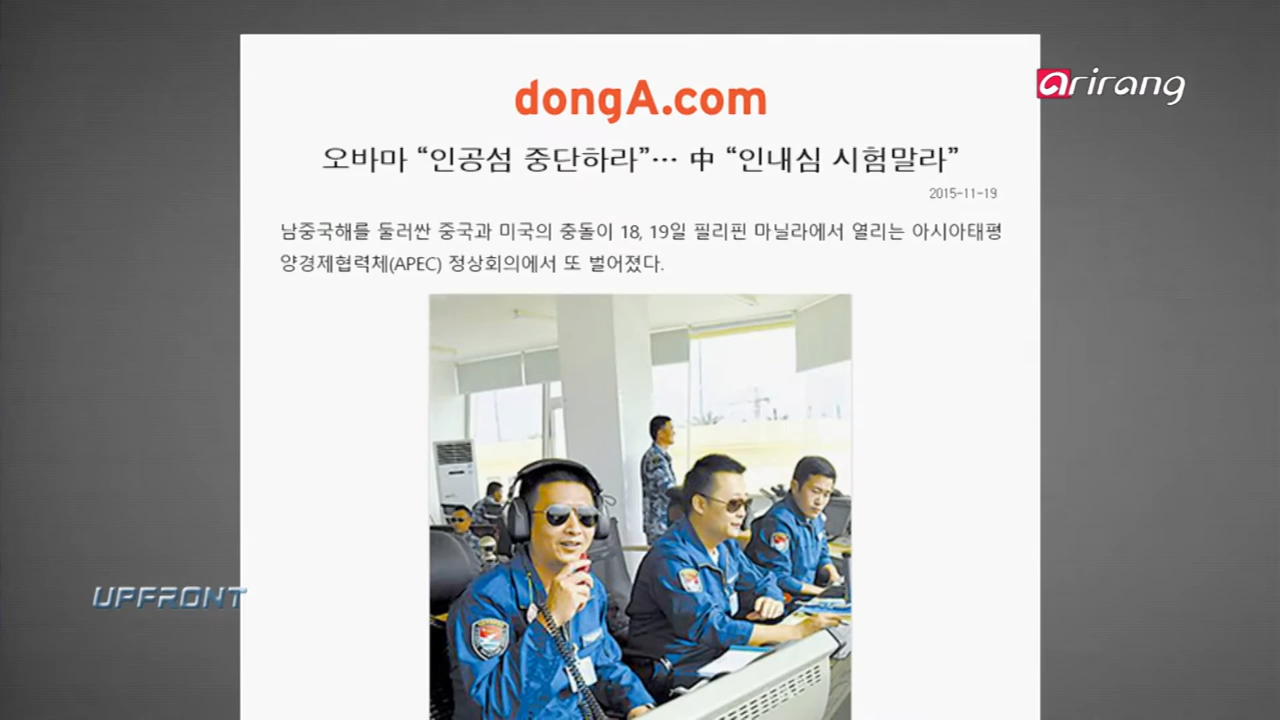 arirang
dongA.com
오바마 “인공섬 중단하라”… 中 “인내심 시험말라”
2015-11-19
남중국해를 둘러싼 중국과 미국의 충돌이 18, 19일 필리핀 마닐라에서 열리는 아시아태평
양경제협력체(APEC) 정상회의에서 또 벌어졌다.
UPFRONT